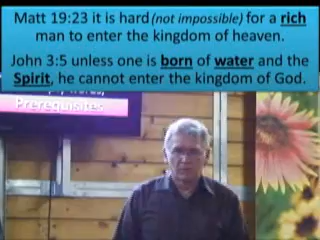 Matt 19:23 it is hard (not impossible) for a rich
man to enter the kingdom of heaven.
John 3:5 unless one is born of water and the
Spirit, he cannot enter the kingdom of God.
Prerequisites